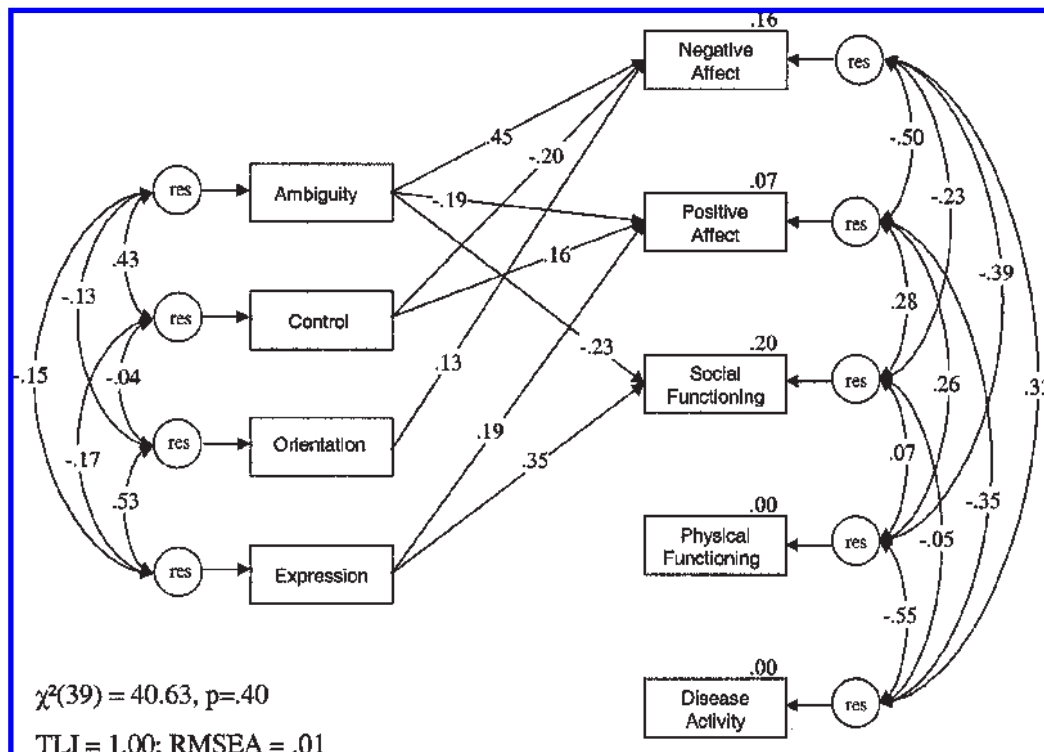 .16
Negative
Affect
res
-.50
.45
-.20
res
Ambiguity
-.19
.07
Positive
Affect
res
-.23
.43
.16
-.39
-.13
.28
res
Control
-.23
.20
-.15
-.04
.13
Social
Functioning
res
.26
res
Orientation
.19
.35
.07
-.17
.53
.00
-.35
Physical
Functioning
res
-.05
res
Expression
-.55
.00
Disease
Activity
res
χ²(39) = 40.63, p=.40
TLI = 1.00; RMSEA = .01